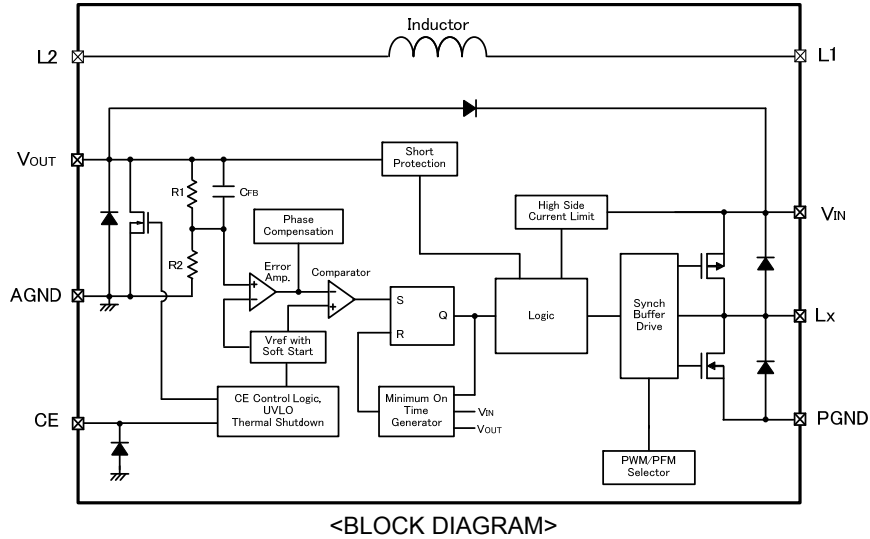 Inductor
L2
L1
VOUT
Short
Protection
R1
CFB
High Side
Current Limit
VIN
Phase
Compensation
R2
Error
Amp.
Comparator
AGND
+
−
−
+
S
Q
R
Logic
Synch
Buffer
Drive
Lx
Vref with
Soft Start
CE Control Logic,
UVLO
Thermal Shutdown
Minimum On
Time
Generator
VIN
VOUT
CE
PGND
PWM/PFM
Selector
<BLOCK DIAGRAM>